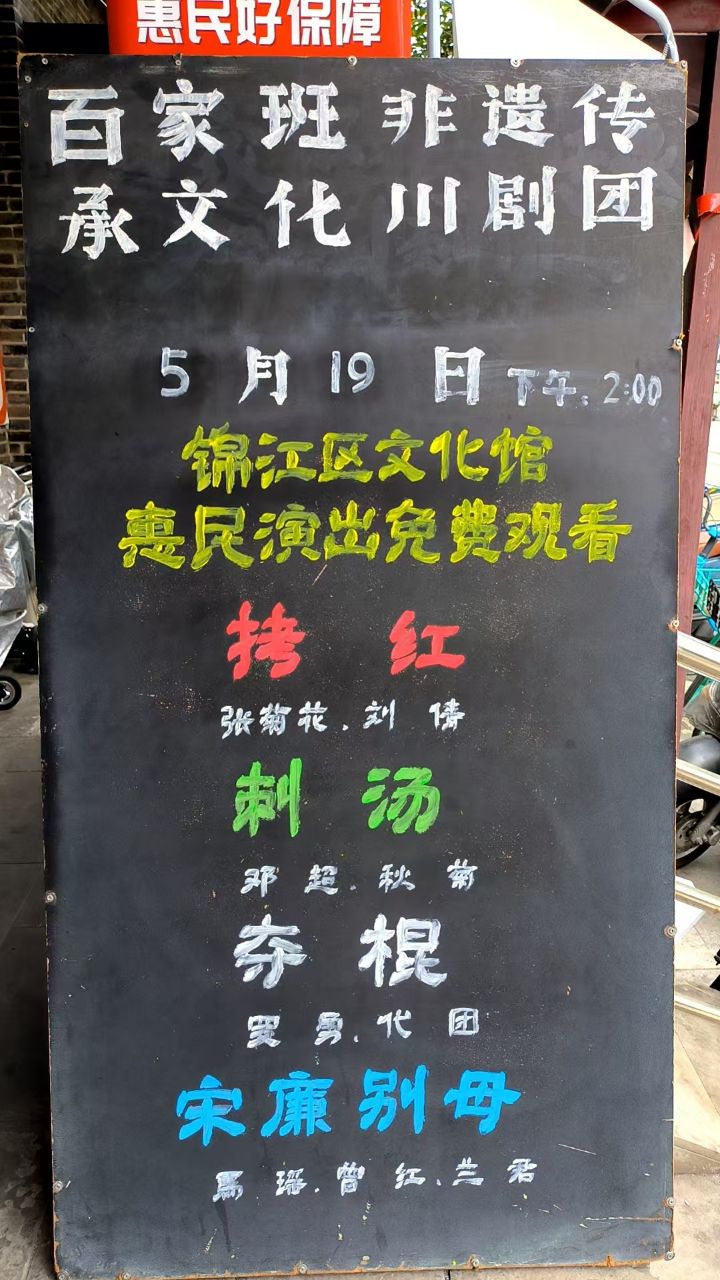 惠民好保障
百家班非遗传
承文化川剧团
5月19日下午:2:00
锦江区文化馆
惠民演出免费观看
拷红
张菊花.刘倩
刺汤
邓超.秋菊
夺棍
罗勇.代团
宋廉别母
馬瑶.曾红.兰君